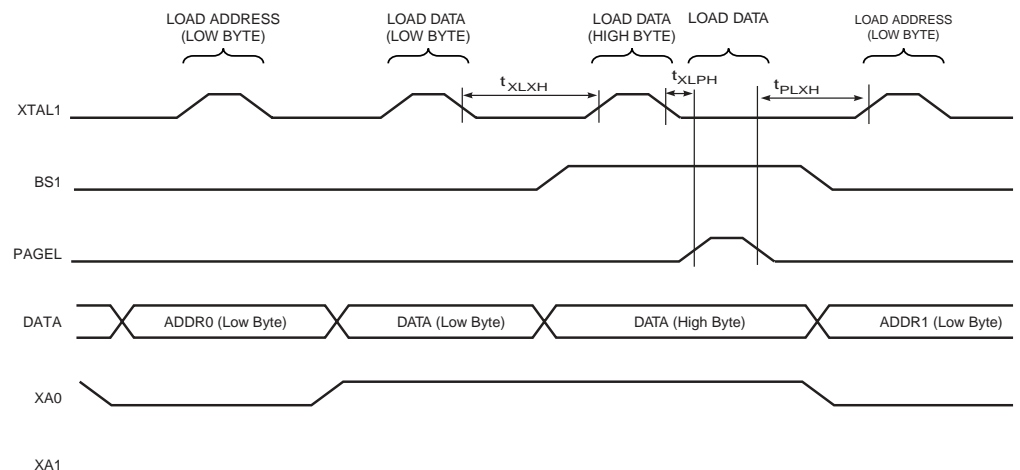 LOAD ADDRESS
(LOW BYTE)
LOAD DATA
(LOW BYTE)
LOAD DATA
(HIGH BYTE)
LOAD DATA
LOAD ADDRESS
(LOW BYTE)
tXLXH
tXLPH
tPLXH
XTAL1
BS1
PAGEL
DATA
ADDR0 (Low Byte)
DATA (Low Byte)
DATA (High Byte)
ADDR1 (Low Byte)
XA0
XA1